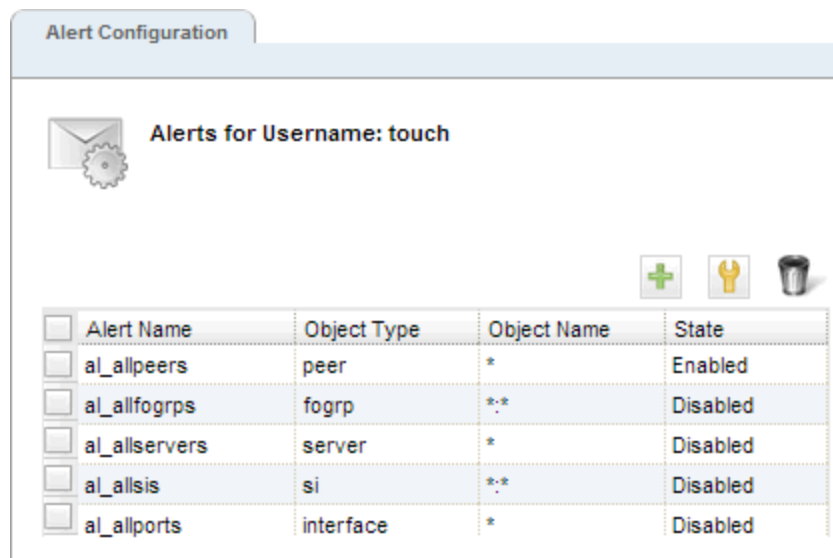 Alert Configuration
Alerts for Username: touch
Alert Name Object Type Object Name State
al_allpeers peer * Enabled
al_allfogrps fogrp *:* Disabled
al_allservers server * Disabled
al_allsis si *:* Disabled
al_allports interface * Disabled